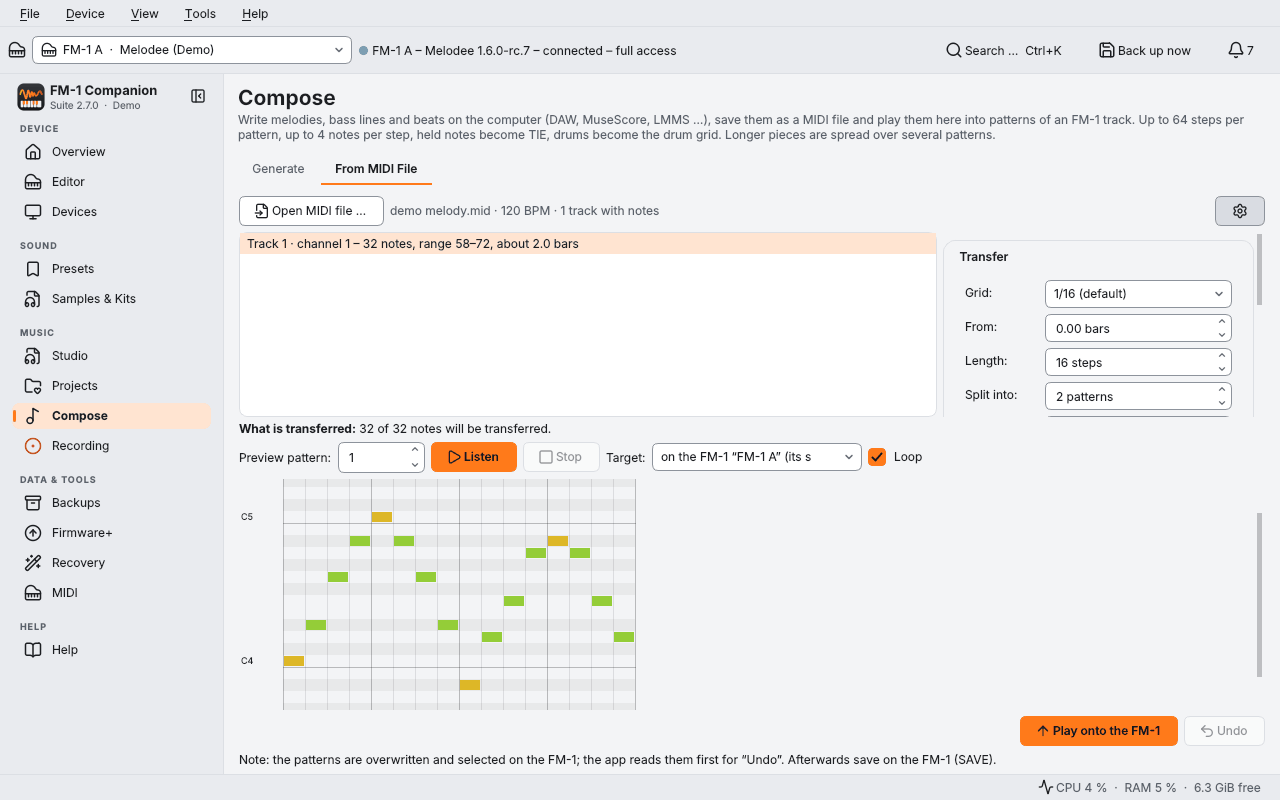 File Device View Tools Help
FM-1 A · Melodee (Demo)
FM-1 A – Melodee 1.6.0-rc.7 – connected – full access
Search ... Ctrl+K
Back up now
7
FM-1 Companion
Suite 2.7.0 · Demo
DEVICE
Overview
Editor
Devices
SOUND
Presets
Samples & Kits
MUSIC
Studio
Projects
Compose
Recording
DATA & TOOLS
Backups
Firmware+
Recovery
MIDI
HELP
Help
Compose
Write melodies, bass lines and beats on the computer (DAW, MuseScore, LMMS ...), save them as a MIDI file and play them here into patterns of an FM-1 track. Up to 64 steps per
pattern, up to 4 notes per step, held notes become TIE, drums become the drum grid. Longer pieces are spread over several patterns.
Generate From MIDI File
Open MIDI file ... demo melody.mid · 120 BPM · 1 track with notes
Track 1 · channel 1 – 32 notes, range 58–72, about 2.0 bars
Transfer
Grid: 1/16 (default)
From: 0.00 bars
Length: 16 steps
Split into: 2 patterns
What is transferred: 32 of 32 notes will be transferred.
Preview pattern: 1 Listen Stop Target: on the FM-1 “FM-1 A” (its s Loop
C5
C4
Play onto the FM-1 Undo
Note: the patterns are overwritten and selected on the FM-1; the app reads them first for “Undo”. Afterwards save on the FM-1 (SAVE).
CPU 4 % · RAM 5 % · 6.3 GiB free